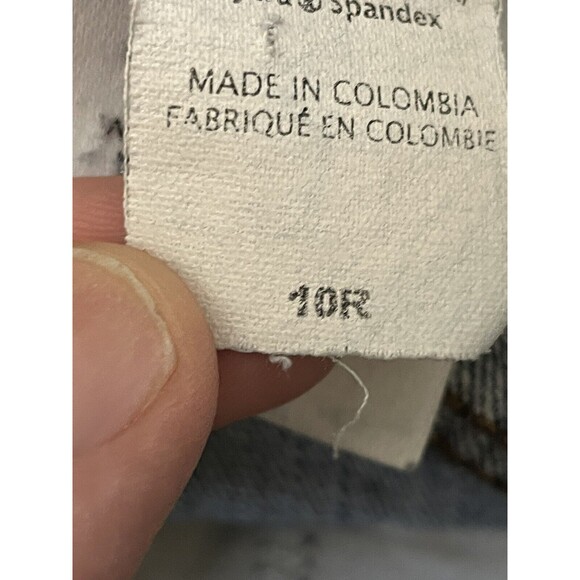 ® Spandex
MADE IN COLOMBIA
FABRIQUÉ EN COLOMBIE
10R